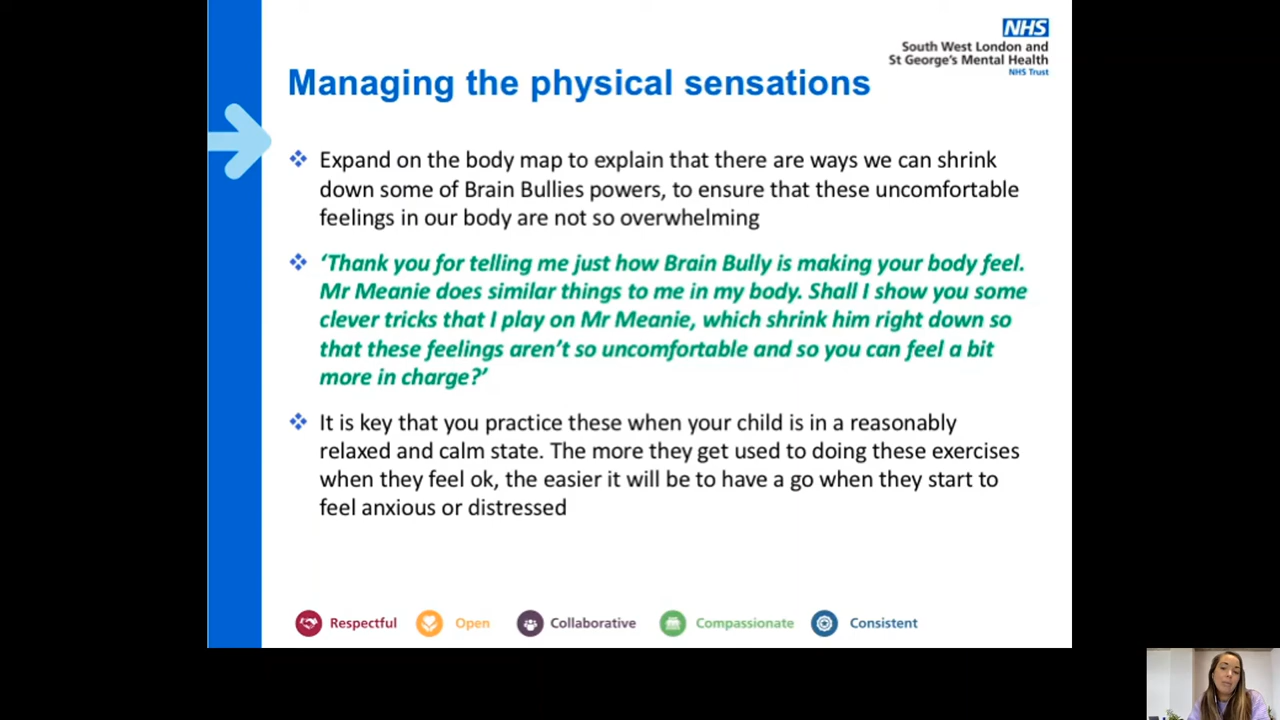 NHS
South West London and
St George's Mental Health
NHS Trust
Managing the physical sensations
Expand on the body map to explain that there are ways we can shrink
down some of Brain Bullies powers, to ensure that these uncomfortable
feelings in our body are not so overwhelming
‘Thank you for telling me just how Brain Bully is making your body feel.
Mr Meanie does similar things to me in my body. Shall I show you some
clever tricks that I play on Mr Meanie, which shrink him right down so
that these feelings aren’t so uncomfortable and so you can feel a bit
more in charge?’
It is key that you practice these when your child is in a reasonably
relaxed and calm state. The more they get used to doing these exercises
when they feel ok, the easier it will be to have a go when they start to
feel anxious or distressed
Respectful Open Collaborative Compassionate Consistent